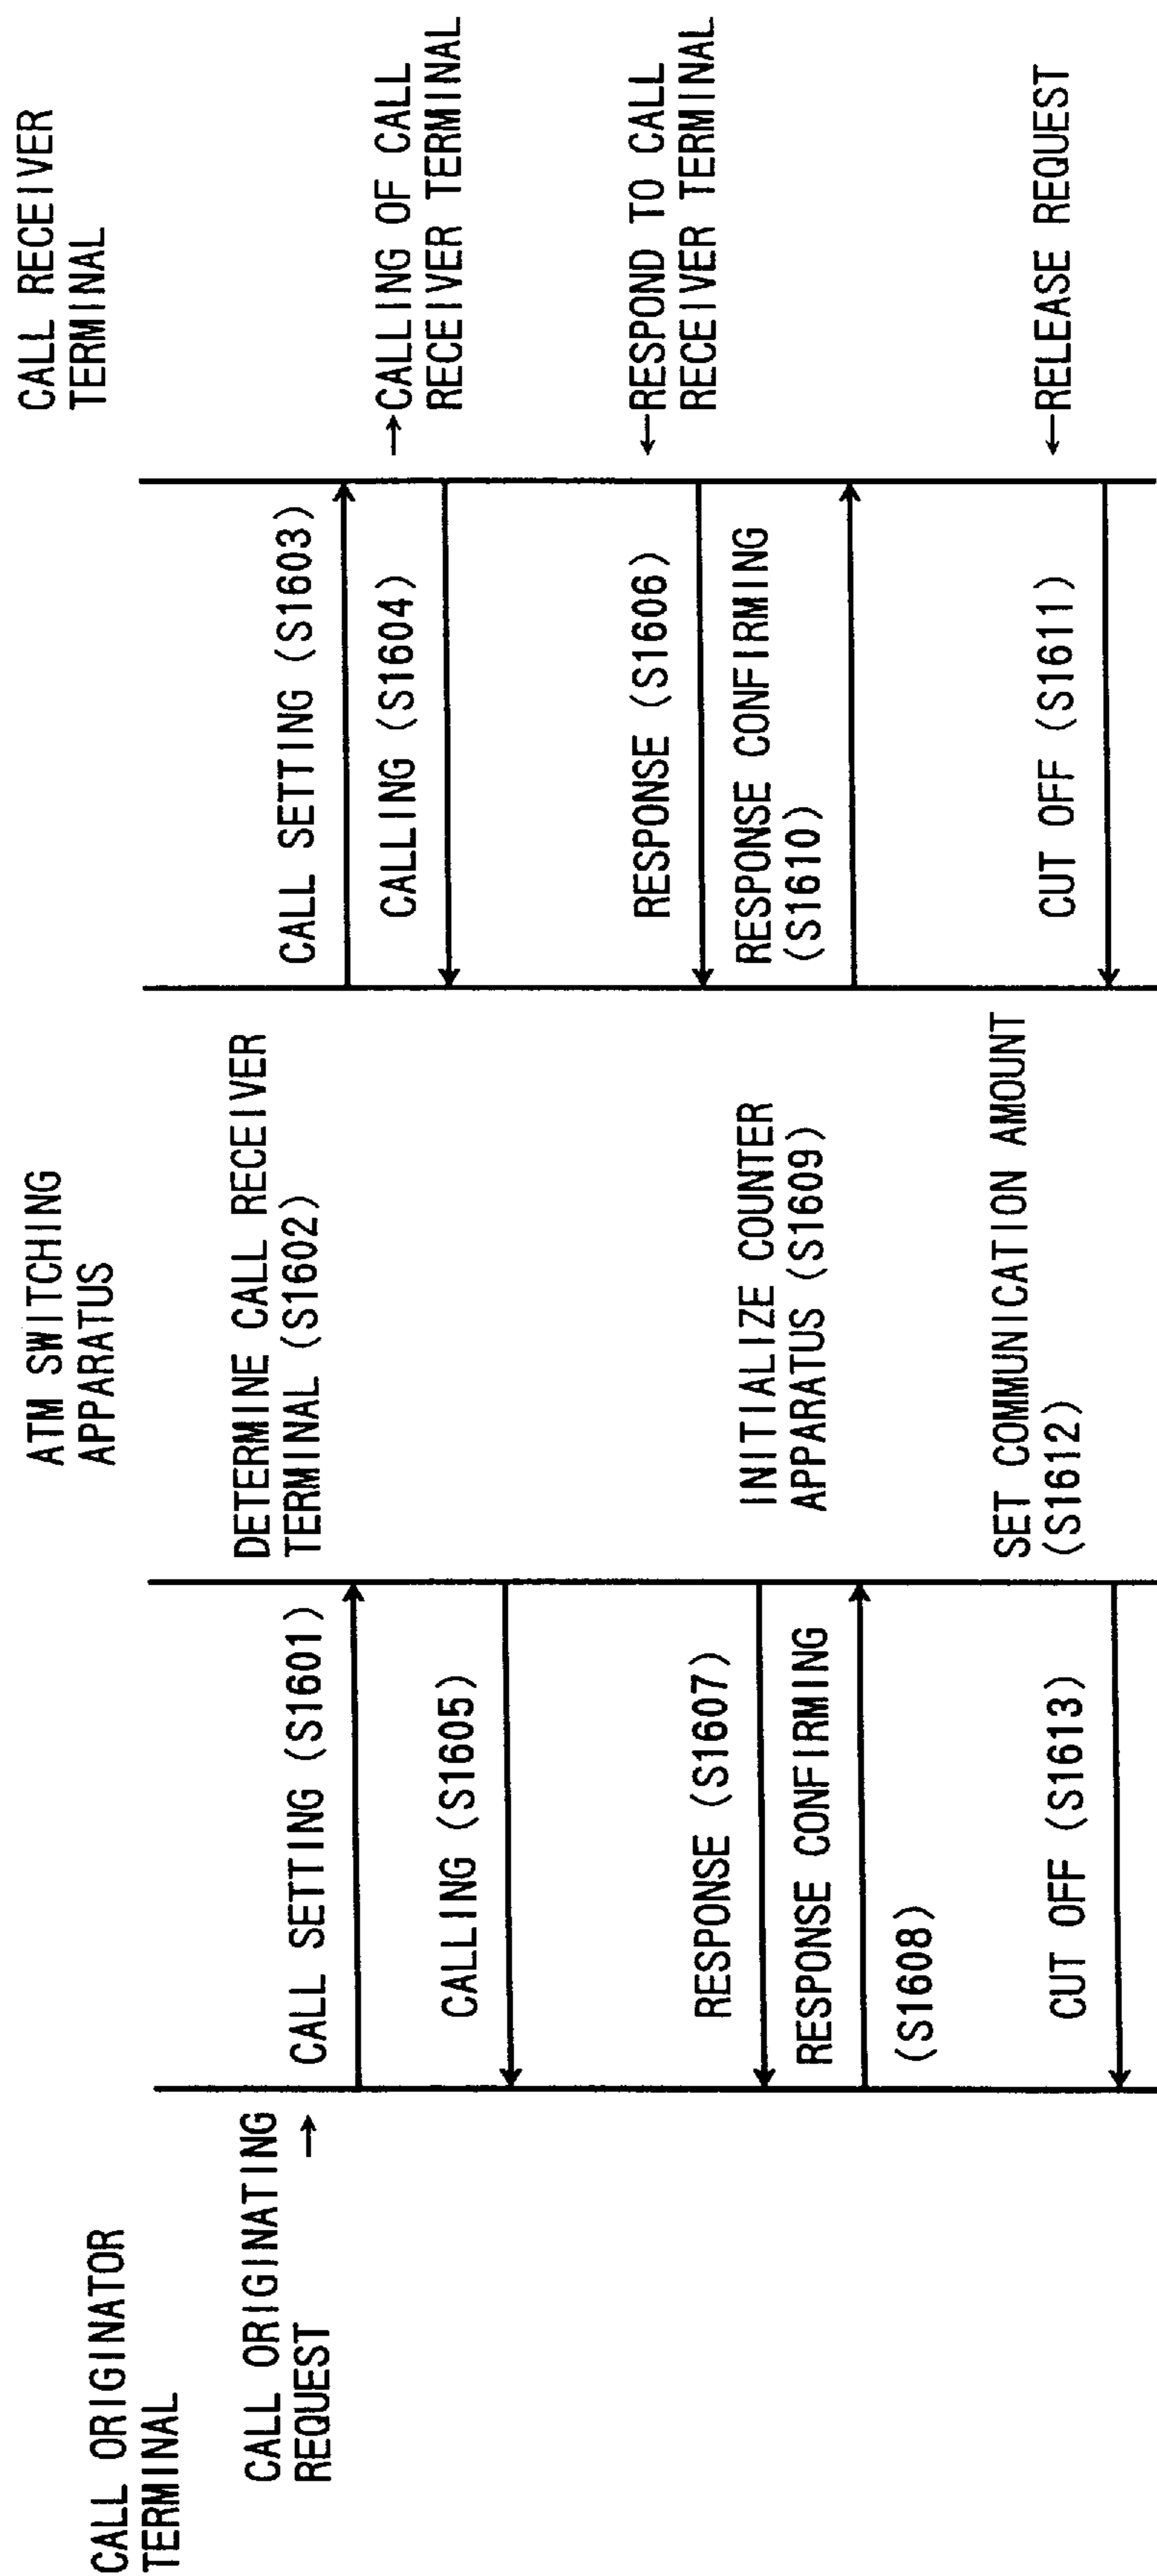 CALL ORIGINATOR
TERMINAL
ATM SWITCHING
APPARATUS
CALL RECEIVER
TERMINAL
CALL ORIGINATING
REQUEST
→
CALL SETTING (S1601)
DETERMINE CALL RECEIVER
TERMINAL (S1602)
CALL SETTING (S1603)
→CALLING OF CALL
RECEIVER TERMINAL
CALLING (S1604)
CALLING (S1605)
←RESPOND TO CALL
RECEIVER TERMINAL
RESPONSE (S1606)
RESPONSE (S1607)
RESPONSE CONFIRMING
(S1608)
INITIALIZE COUNTER
APPARATUS (S1609)
RESPONSE CONFIRMING
(S1610)
←RELEASE REQUEST
CUT OFF (S1611)
SET COMMUNICATION AMOUNT
(S1612)
CUT OFF (S1613)